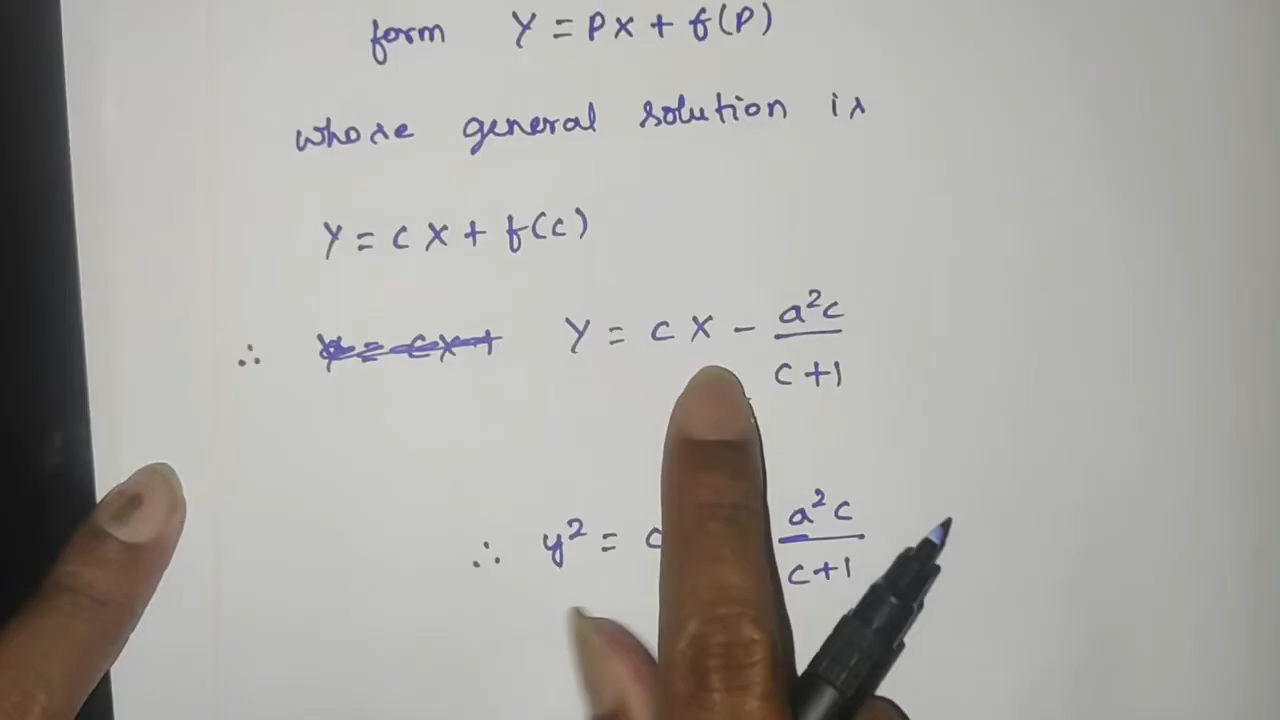 form Y = PX + f(P)
whose general solution is
Y = cX + f(c)
∴ Y = cX - a²c/c+1
∴ y² = c a²c/c+1